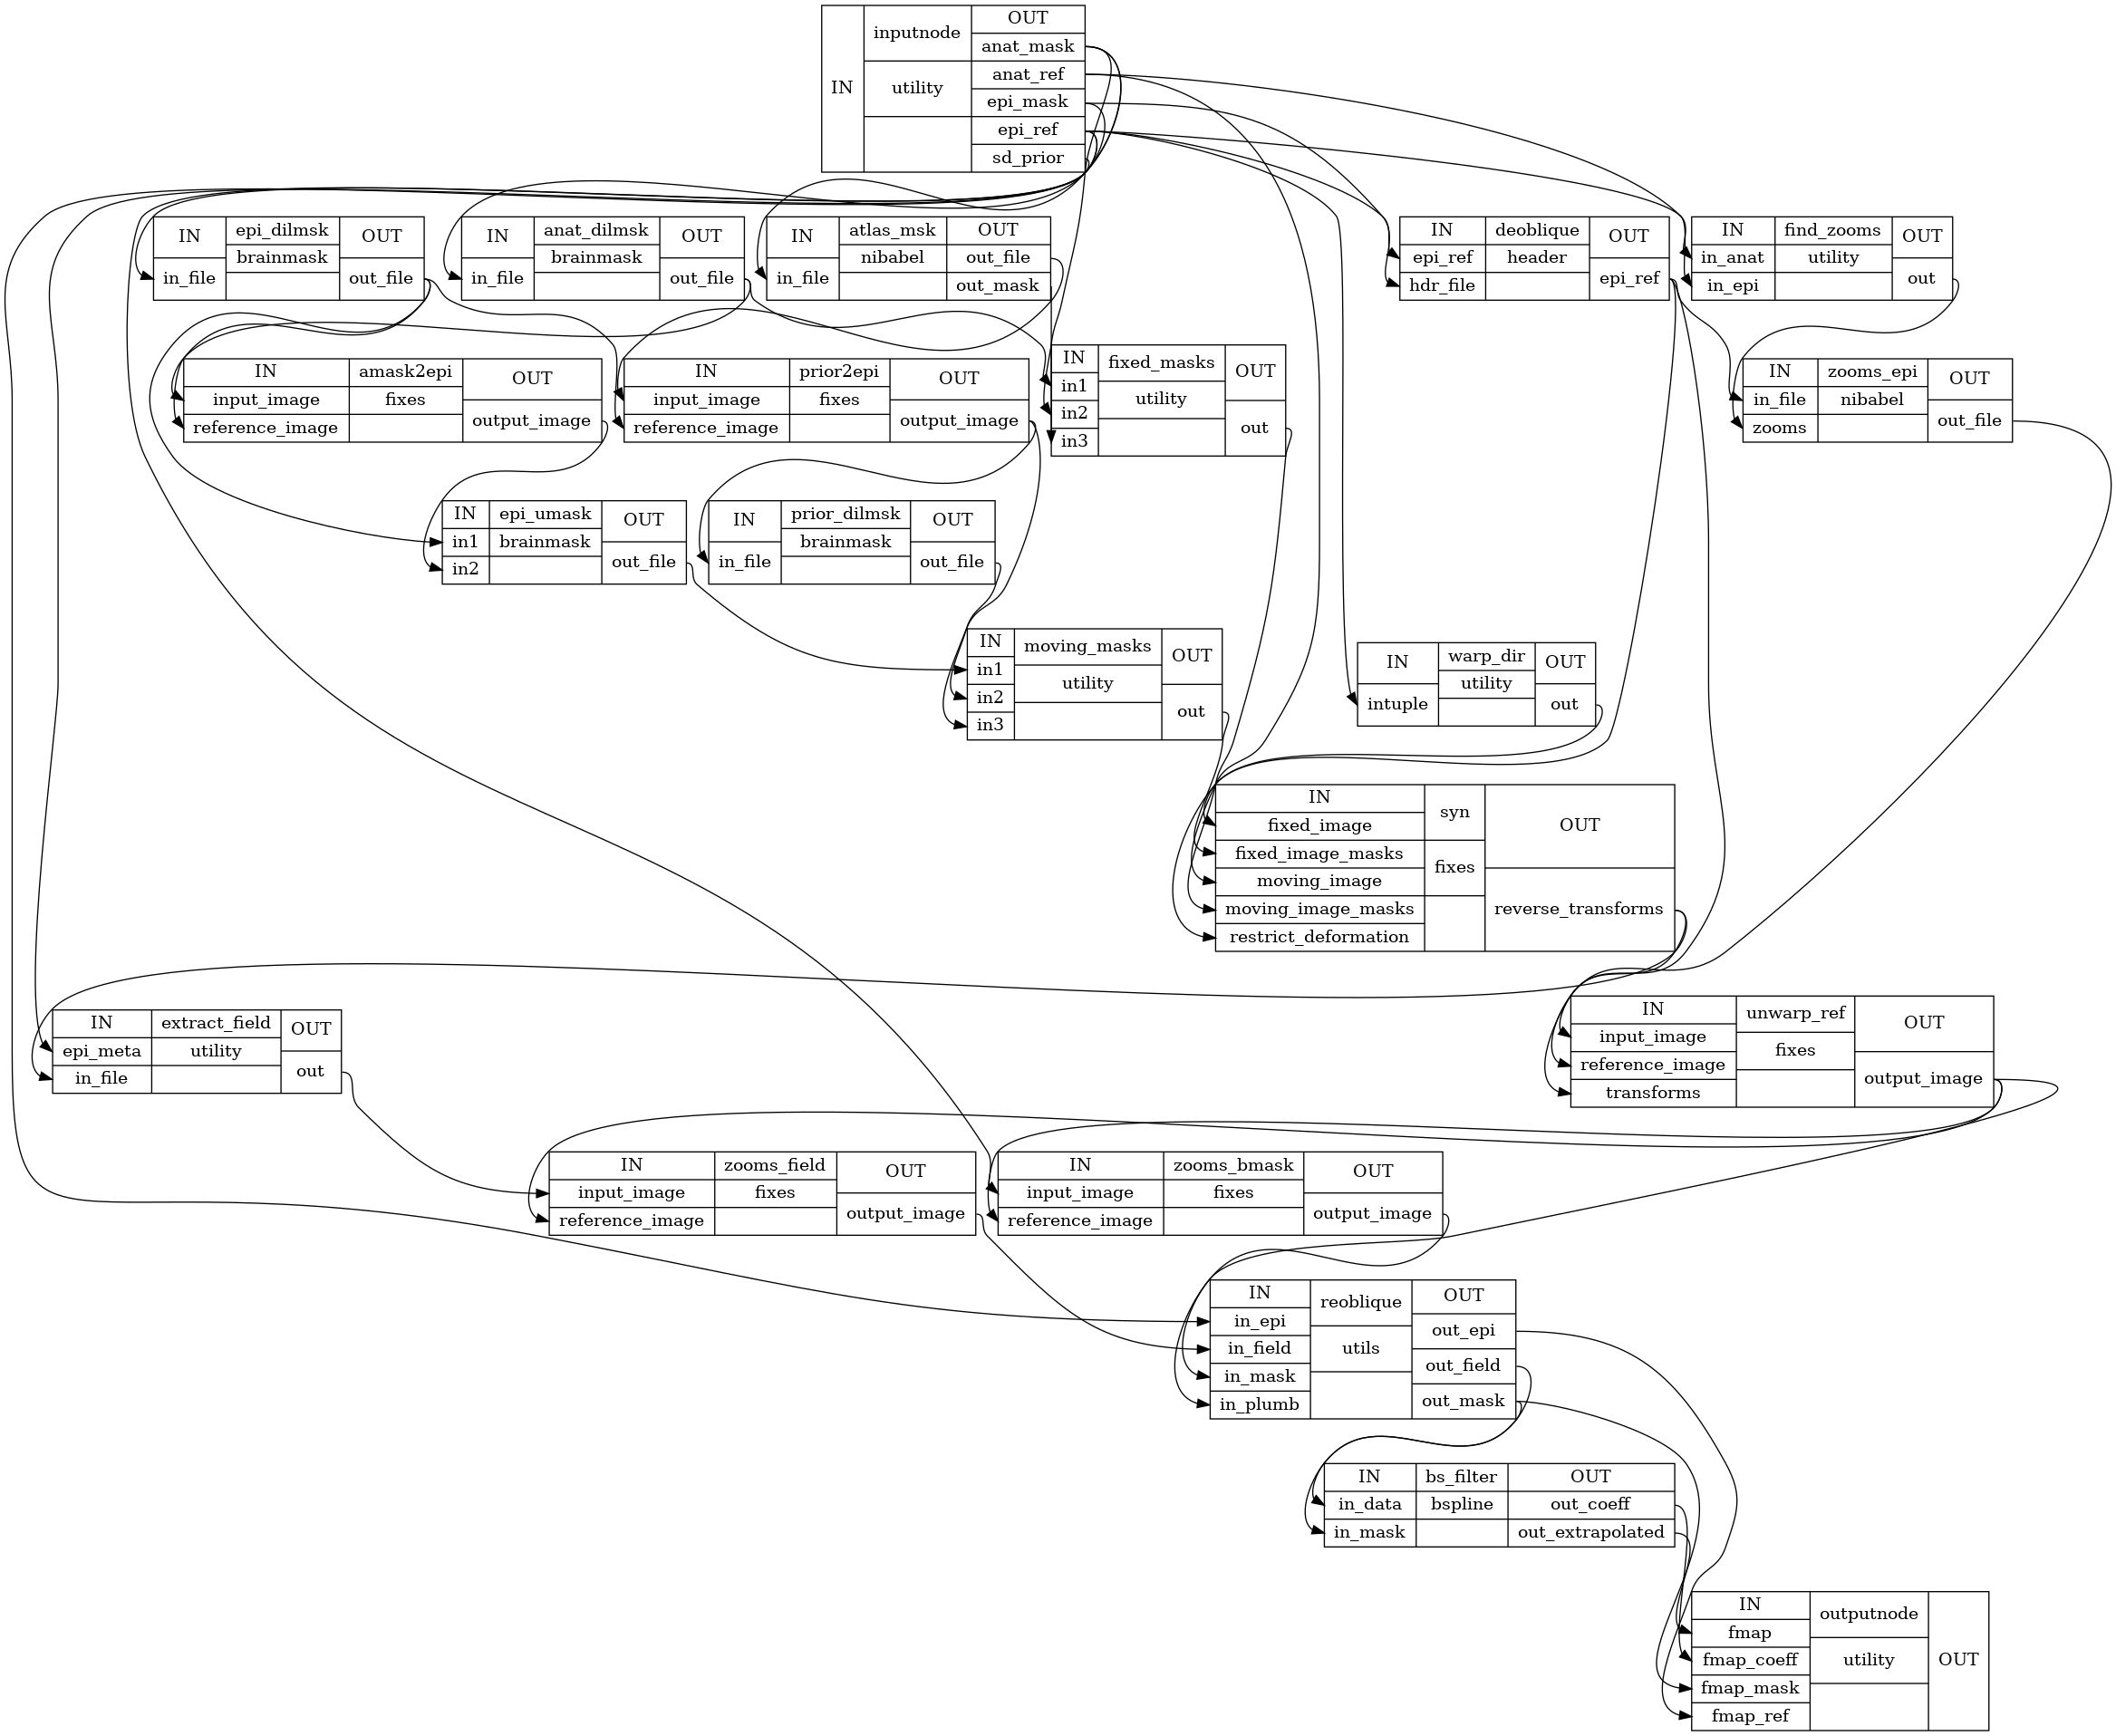 IN
inputnode
utility
OUT
anat_mask
anat_ref
epi_mask
epi_ref
sd_prior
IN
in_file
epi_dilmsk
brainmask
OUT
out_file
IN
in_file
anat_dilmsk
brainmask
OUT
out_file
IN
in_file
atlas_msk
nibabel
OUT
out_file
out_mask
IN
epi_ref
hdr_file
deoblique
header
OUT
epi_ref
IN
in_anat
in_epi
find_zooms
utility
OUT
out
IN
input_image
reference_image
amask2epi
fixes
OUT
output_image
IN
input_image
reference_image
prior2epi
fixes
OUT
output_image
IN
in1
in2
in3
fixed_masks
utility
OUT
out
IN
in_file
zooms
zooms_epi
nibabel
OUT
out_file
IN
in1
in2
epi_umask
brainmask
OUT
out_file
IN
in_file
prior_dilmsk
brainmask
OUT
out_file
IN
in1
in2
in3
moving_masks
utility
OUT
out
IN
intuple
warp_dir
utility
OUT
out
IN
fixed_image
fixed_image_masks
moving_image
moving_image_masks
restrict_deformation
syn
fixes
OUT
reverse_transforms
IN
epi_meta
in_file
extract_field
utility
OUT
out
IN
input_image
reference_image
transforms
unwarp_ref
fixes
OUT
output_image
IN
input_image
reference_image
zooms_field
fixes
OUT
output_image
IN
input_image
reference_image
zooms_bmask
fixes
OUT
output_image
IN
in_epi
in_field
in_mask
in_plumb
reoblique
utils
OUT
out_epi
out_field
out_mask
IN
in_data
in_mask
bs_filter
bspline
OUT
out_coeff
out_extrapolated
IN
fmap
fmap_coeff
fmap_mask
fmap_ref
outputnode
utility
OUT